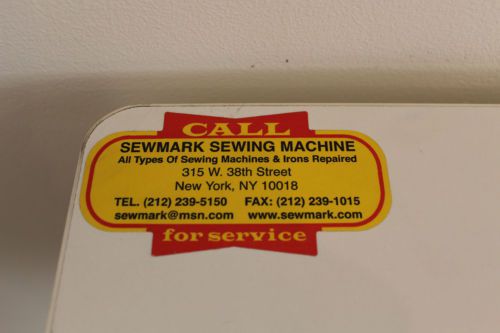 CALL
SEWMARK SEWING MACHINE
All Types Of Sewing Machines & Irons Repaired
315 W. 38th Street
New York, NY 10018
TEL. (212) 239-5150 FAX: (212) 239-1015
sewmark@msn.com www.sewmark.com
for service